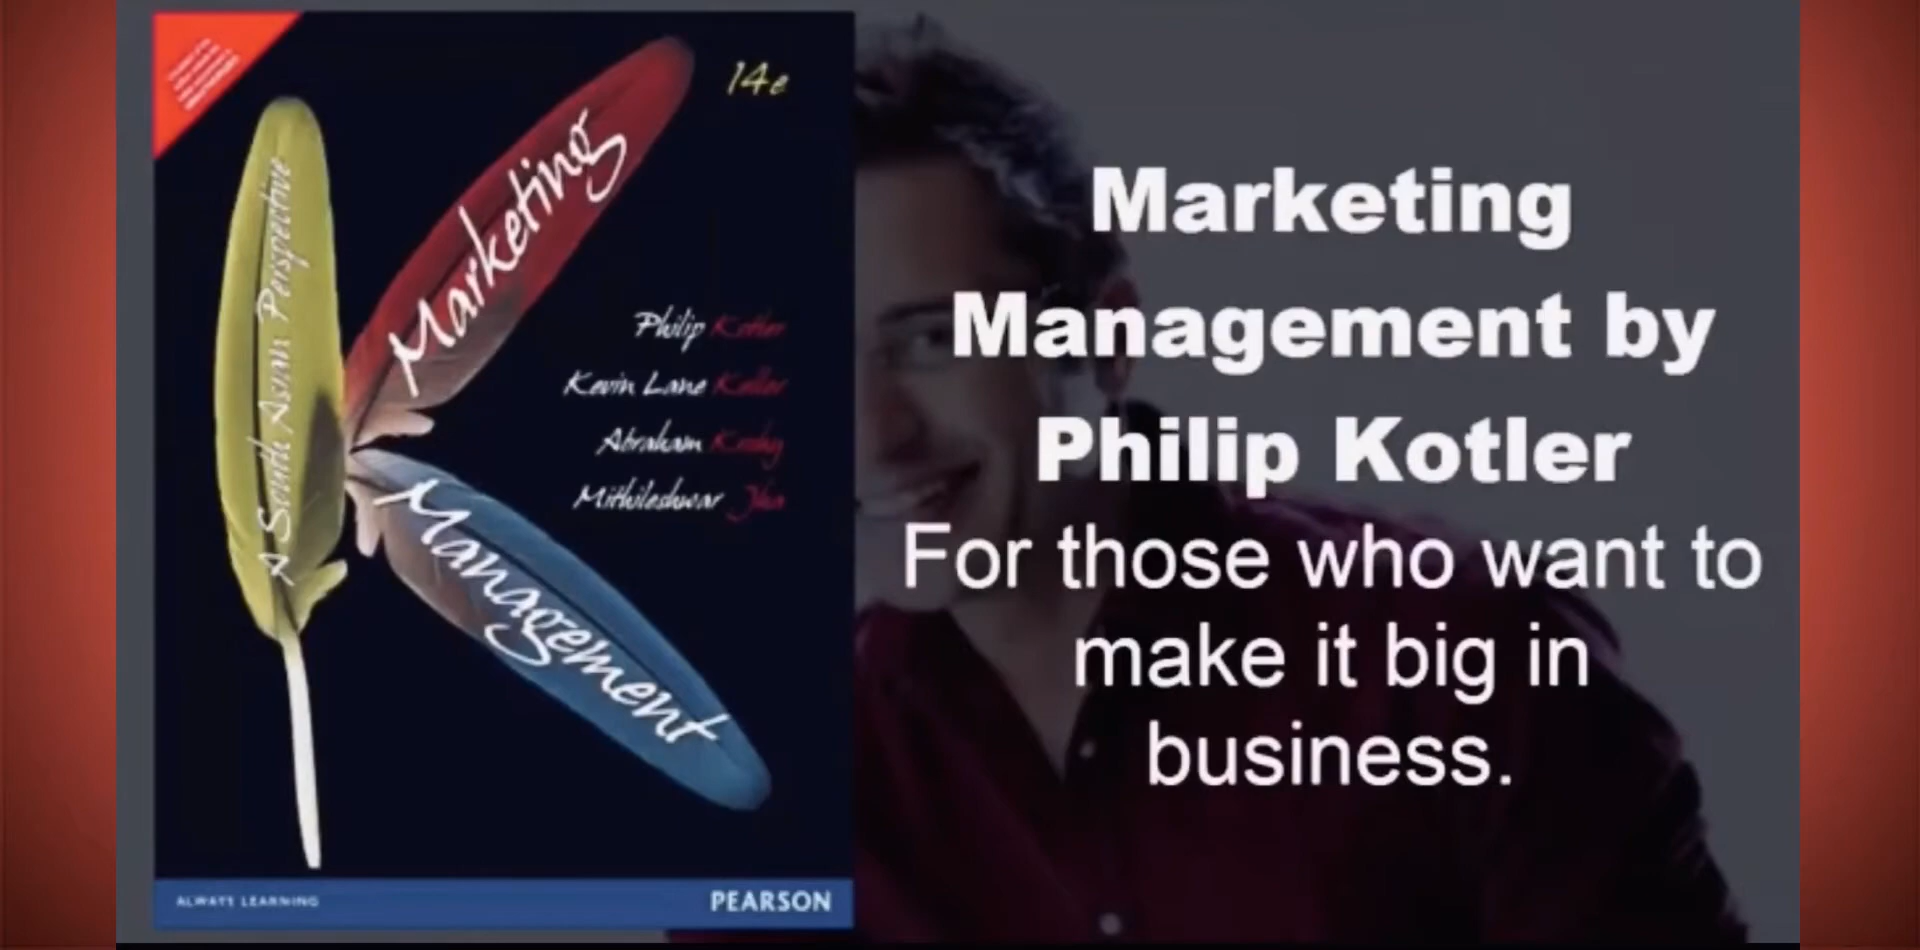 14e
A South Asian Perspective
Marketing
Management
Philip Kotler
Kevin Lane Keller
Abraham Koshy
Mithileshwar Jha
ALWAYS LEARNING
PEARSON
Marketing
Management by
Philip Kotler
For those who want to
make it big in
business.